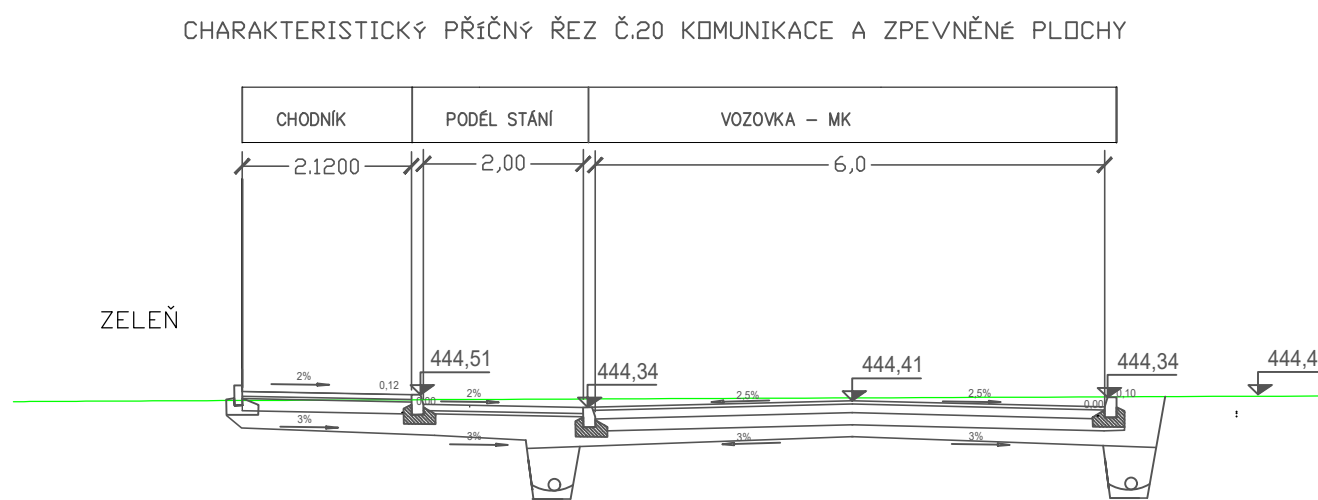 CHARAKTERISTICKÝ PŘÍČNÝ ŘEZ Č.20 KOMUNIKACE A ZPEVNĚNÉ PLOCHY
CHODNÍK PODÉL STÁNÍ VOZOVKA – MK
2.1200 2,00 6,0
ZELEŇ
444,51 444,34 444,41 444,34 444,4
2% 0,12 0,00 2% 2,5% 2,5% 0,00 0,10
3% 3% 3% 3%